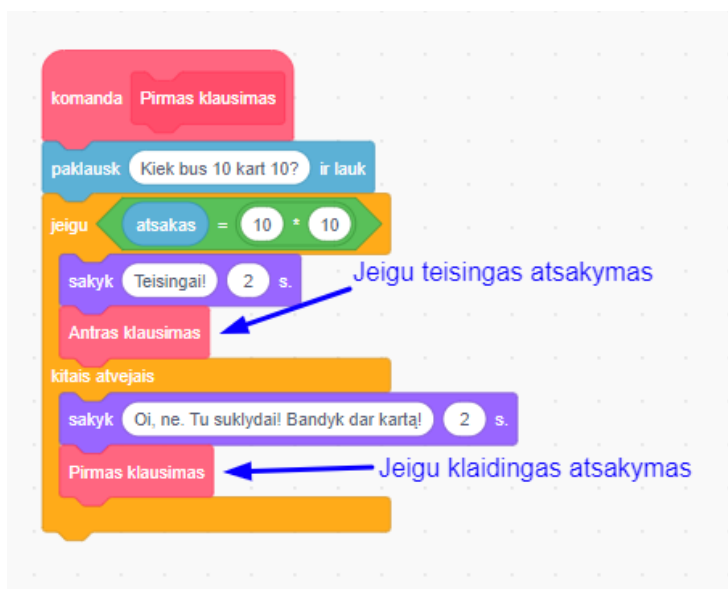 komanda Pirmas klausimas
paklausk Kiek bus 10 kart 10? ir lauk
jeigu atsakas = 10 * 10
sakyk Teisingai! 2 s.
Jeigu teisingas atsakymas
Antras klausimas
kitais atvejais
sakyk Oi, ne. Tu suklydai! Bandyk dar kartą! 2 s.
Pirmas klausimas
Jeigu klaidingas atsakymas